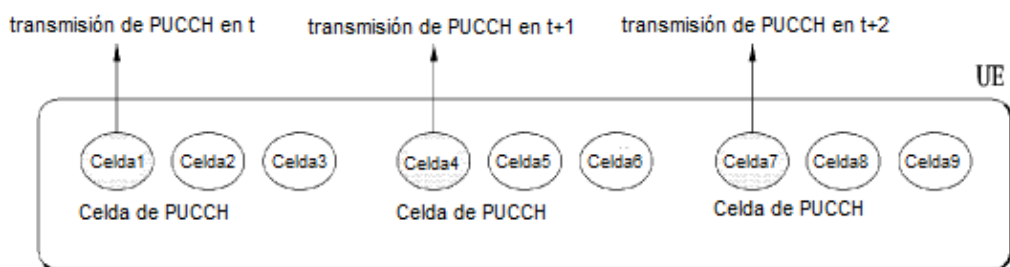 transmisión de PUCCH en t transmisión de PUCCH en t+1 transmisión de PUCCH en t+2
UE
Celda1 Celda2 Celda3 Celda4 Celda5 Celda6 Celda7 Celda8 Celda9
Celda de PUCCH Celda de PUCCH Celda de PUCCH